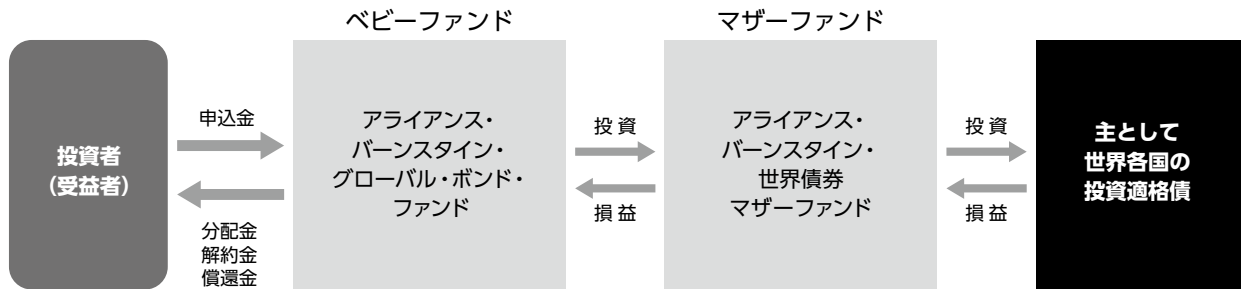 ベビーファンド
マザーファンド
投資者
(受益者)
申込金
分配金
解約金
償還金
アライアンス・
バーンスタイン・
グローバル・ボンド・
ファンド
投資
損益
アライアンス・
バーンスタイン・
世界債券
マザーファンド
投資
損益
主として
世界各国の
投資適格債